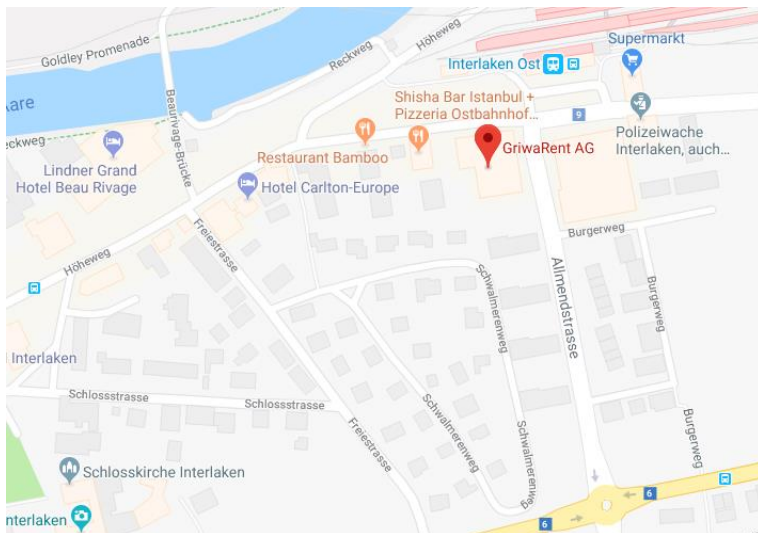 Goldley Promenade
Reckweg
Höheweg
Interlaken Ost
Supermarkt
Aare
Beaurivage-Brücke
Shisha Bar Istanbul +
Pizzeria Ostbahnhof...
9
Polizeiwache
Interlaken, auch...
Reckweg
Restaurant Bamboo
GriwaRent AG
Lindner Grand
Hotel Beau Rivage
Hotel Carlton-Europe
Freiestrasse
Burgerweg
Höheweg
Allmendstrasse
Schwalmerenweg
Burgerweg
Interlaken
Schlossstrasse
Schlossstrasse
Schwalmerenweg
Freiestrasse
Burgerweg
Schlosskirche Interlaken
Schwalmerenweg
6
nterlaken
6